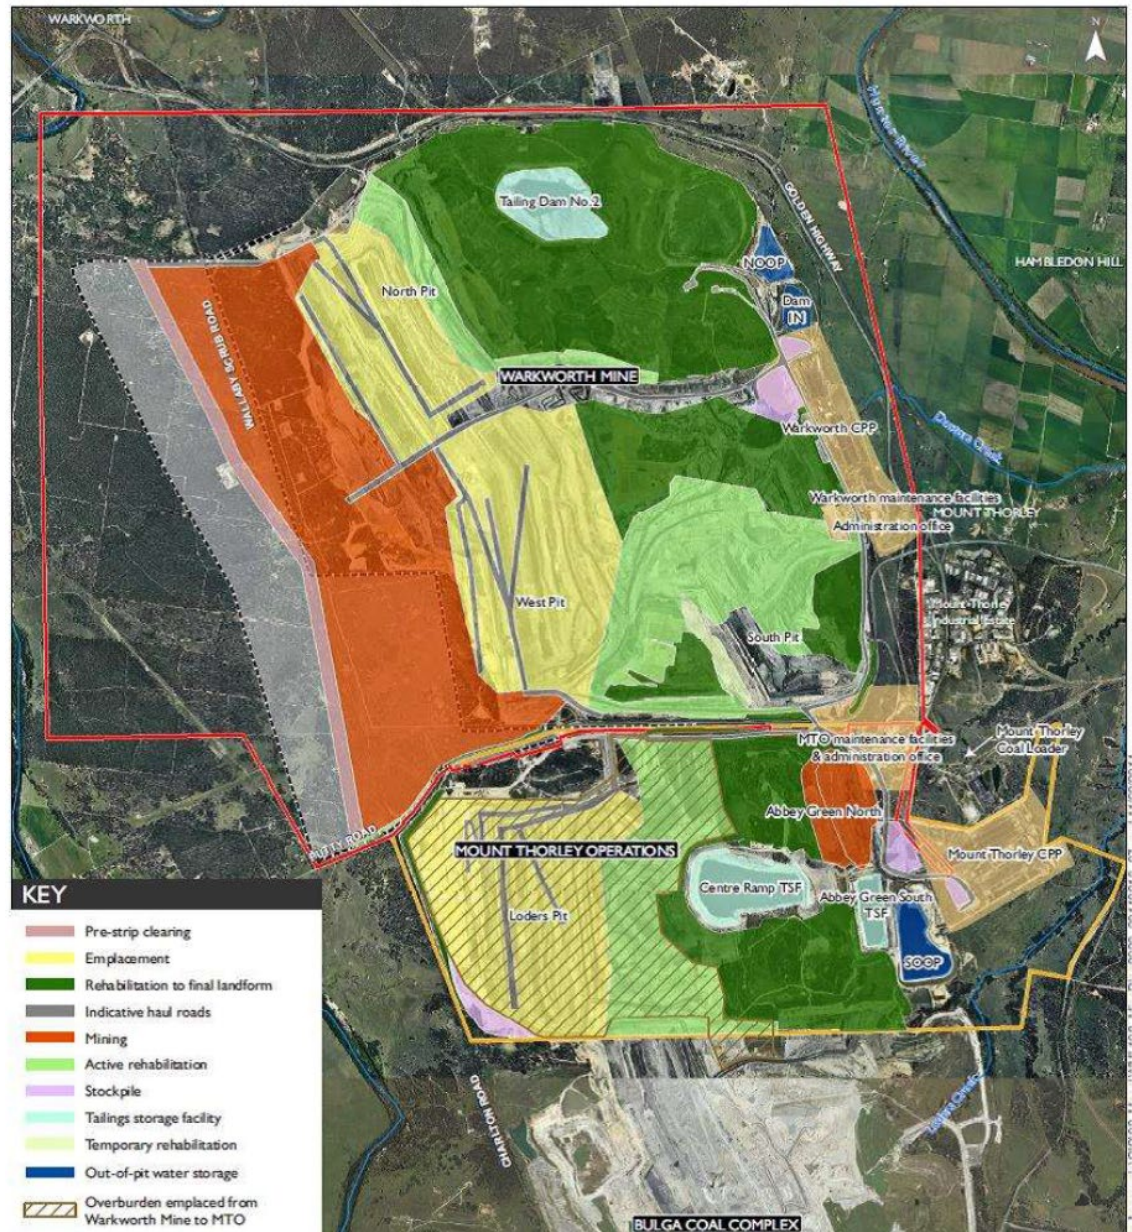 WARKWORTH
N
Hunter River
GOLDEN HIGHWAY
Tailing Dam No.2
NOOP
HAMBLEDON HILL
North Pit
Dam
IN
WALLABY SCRUB ROAD
WARKWORTH MINE
Warkworth CPP
Doctors Creek
Warkworth maintenance facilities
MOUNT THORLEY
Administration office
West Pit
Mount Thorley
Industrial Estate
South Pit
MTO maintenance facilities
& administration office
Mount Thorley
Coal Loader
Abbey Green North
PUTTY ROAD
MOUNT THORLEY OPERATIONS
Mount Thorley CPP
Centre Ramp TSF
Abbey Green South
TSF
Loders Pit
SOOP
CHARLTON ROAD
Loders Creek
BULGA COAL COMPLEX
KEY
Pre-strip clearing
Emplacement
Rehabilitation to final landform
Indicative haul roads
Mining
Active rehabilitation
Stockpile
Tailings storage facility
Temporary rehabilitation
Out-of-pit water storage
Overburden emplaced from
Warkworth Mine to MTO